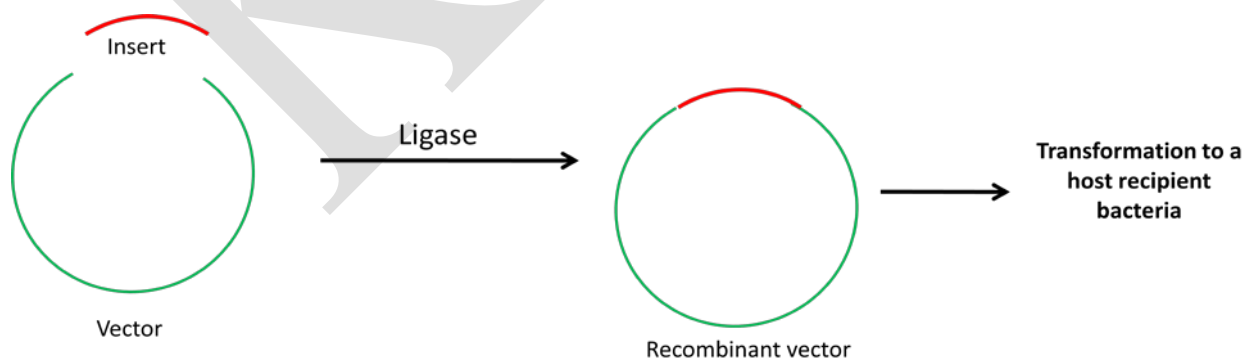 Insert
Ligase
Vector
Recombinant vector
Transformation to a
host recipient
bacteria